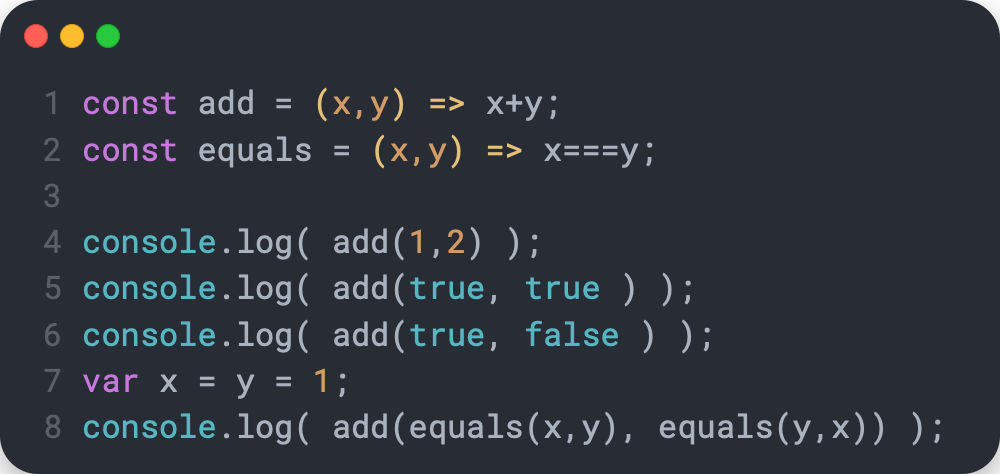 1 const add = (x,y) => x+y;
2 const equals = (x,y) => x===y;
3
4 console.log( add(1,2) );
5 console.log( add(true, true ) );
6 console.log( add(true, false ) );
7 var x = y = 1;
8 console.log( add(equals(x,y), equals(y,x)) );